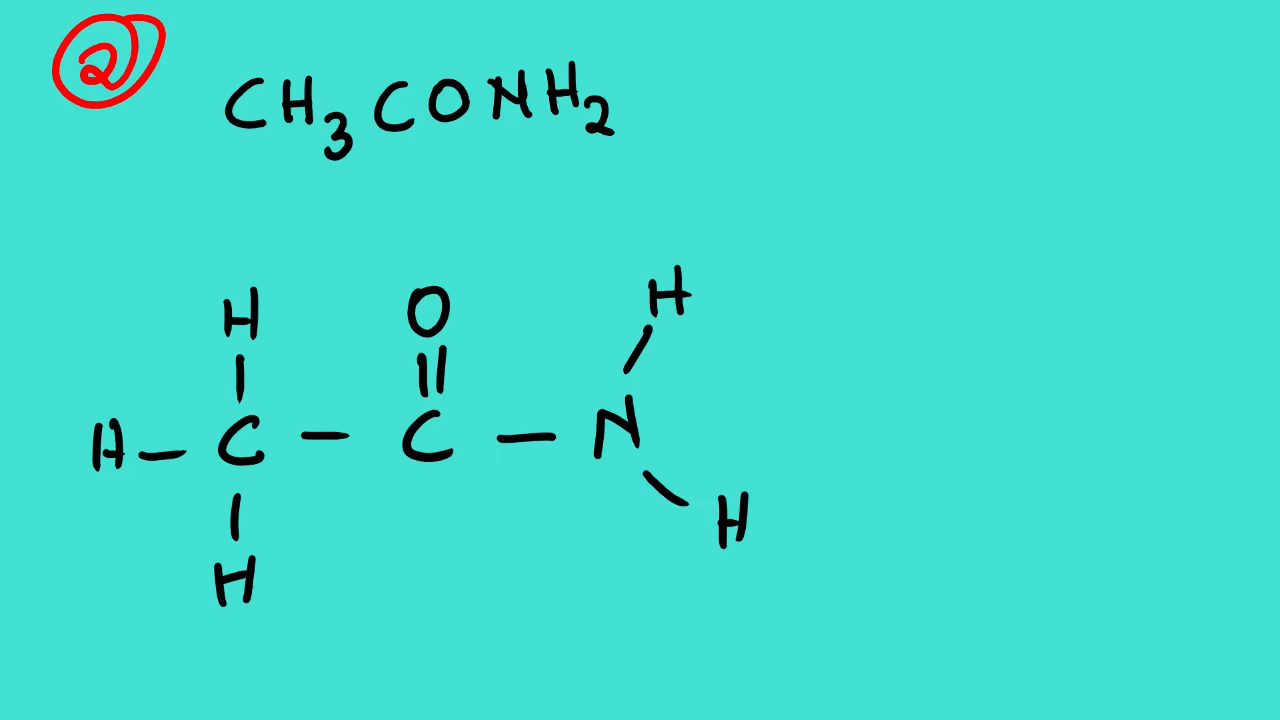 2
CH3CONH2
H O H
H – C – C – N
H H